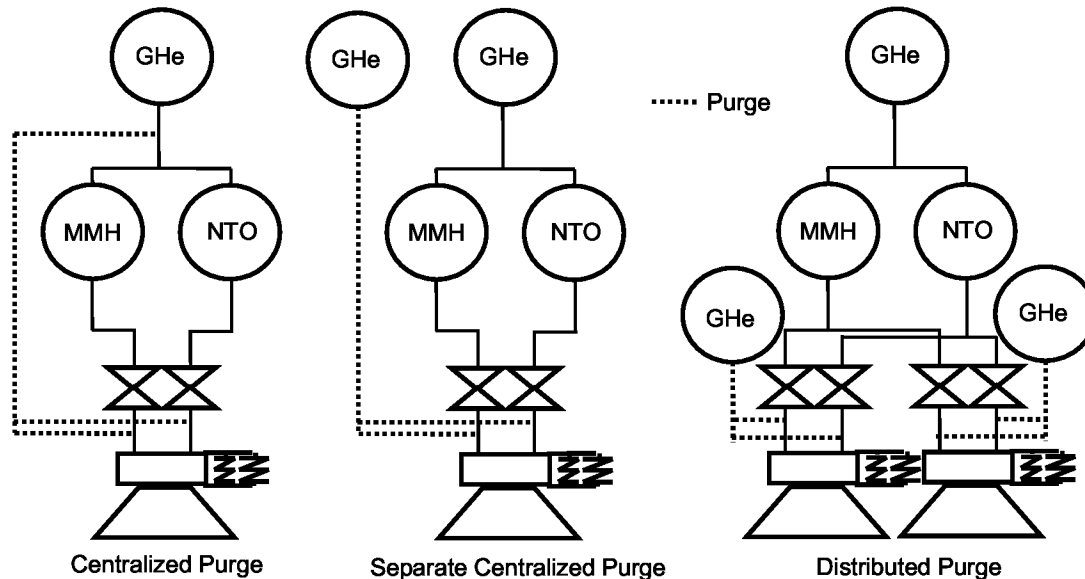 GHe
GHe
GHe
GHe
Purge
MMH
NTO
MMH
NTO
MMH
NTO
GHe
GHe
Centralized Purge
Separate Centralized Purge
Distributed Purge